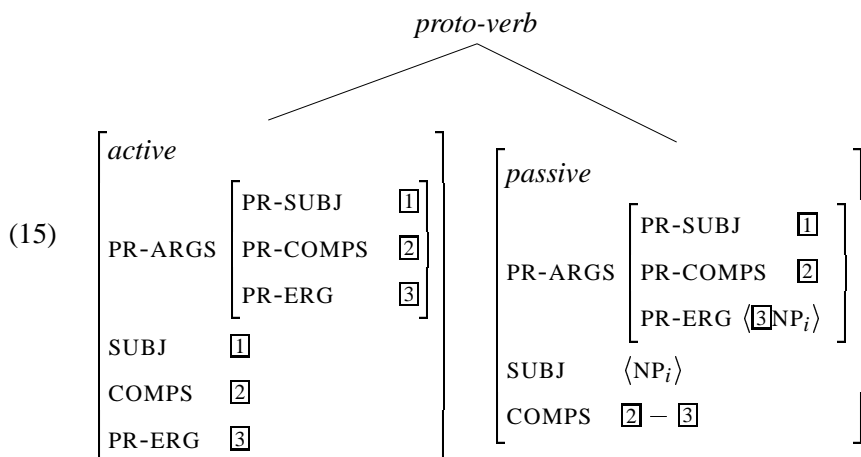 proto-verb
(15)
active
PR-ARGS
PR-SUBJ 1
PR-COMPS 2
PR-ERG 3
SUBJ 1
COMPS 2
PR-ERG 3
passive
PR-ARGS
PR-SUBJ 1
PR-COMPS 2
PR-ERG ⟨3NPi⟩
SUBJ ⟨NPi⟩
COMPS 2 − 3